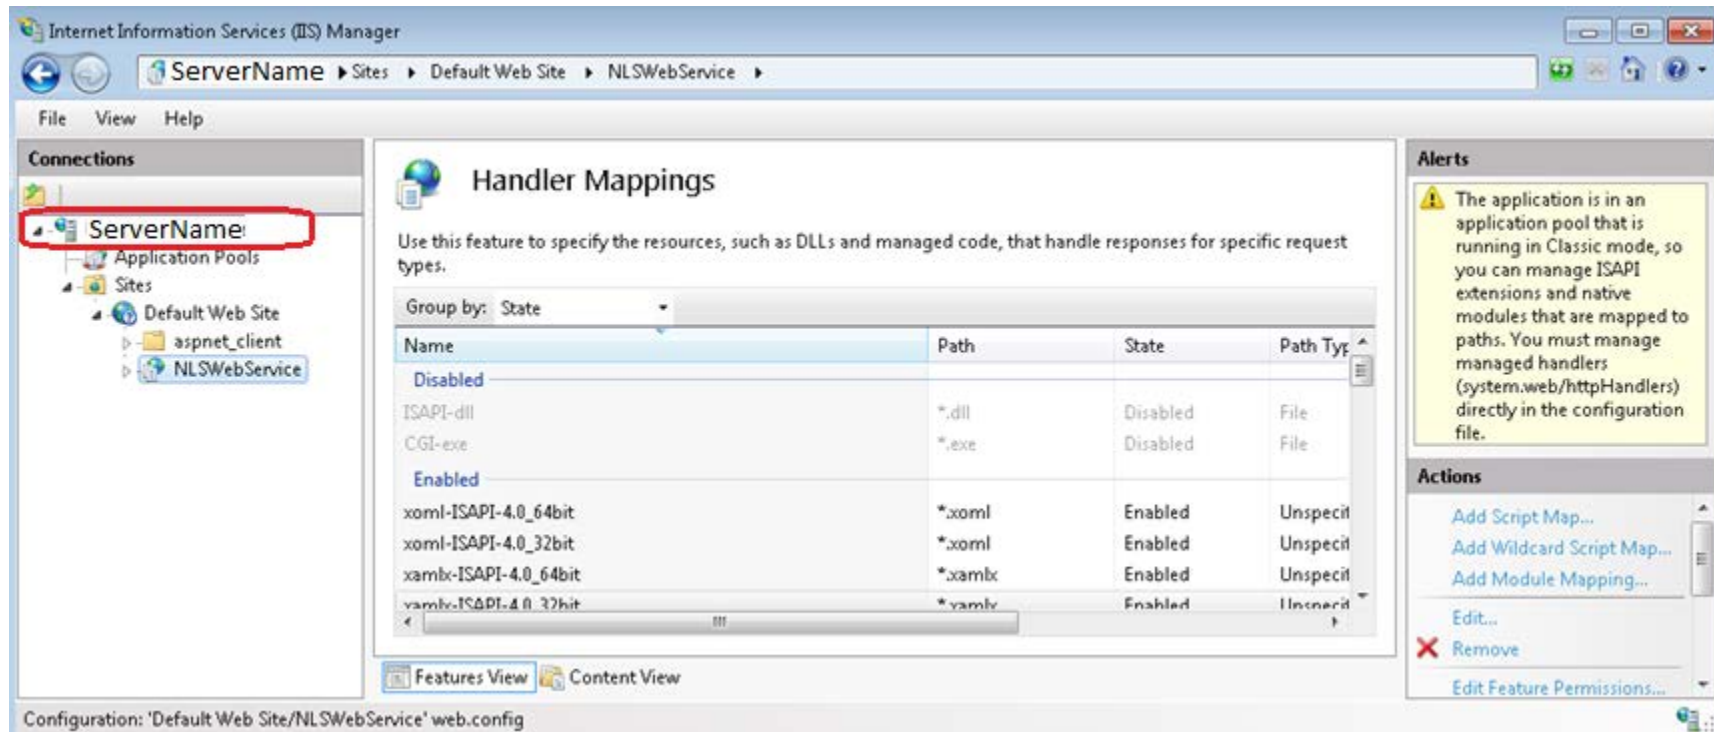 Internet Information Services (IIS) Manager
ServerName Sites Default Web Site NLSWebService
File View Help
Connections
ServerName
Application Pools
Sites
Default Web Site
aspnet_client
NLSWebService
Handler Mappings
Use this feature to specify the resources, such as DLLs and managed code, that handle responses for specific request
types.
Group by: State
Name Path State Path Typ
Disabled
ISAPI-dll *.dll Disabled File
CGI-exe *.exe Disabled File
Enabled
xoml-ISAPI-4.0_64bit *.xoml Enabled Unspecif
xoml-ISAPI-4.0_32bit *.xoml Enabled Unspecif
xamlx-ISAPI-4.0_64bit *.xamlx Enabled Unspecif
xamlx-ISAPI-4.0_32bit *.xamlx Enabled Unspecif
Features View Content View
Alerts
The application is in an
application pool that is
running in Classic mode, so
you can manage ISAPI
extensions and native
modules that are mapped to
paths. You must manage
managed handlers
(system.web/httpHandlers)
directly in the configuration
file.
Actions
Add Script Map...
Add Wildcard Script Map...
Add Module Mapping...
Edit...
Remove
Edit Feature Permissions...
Configuration: 'Default Web Site/NLSWebService' web.config